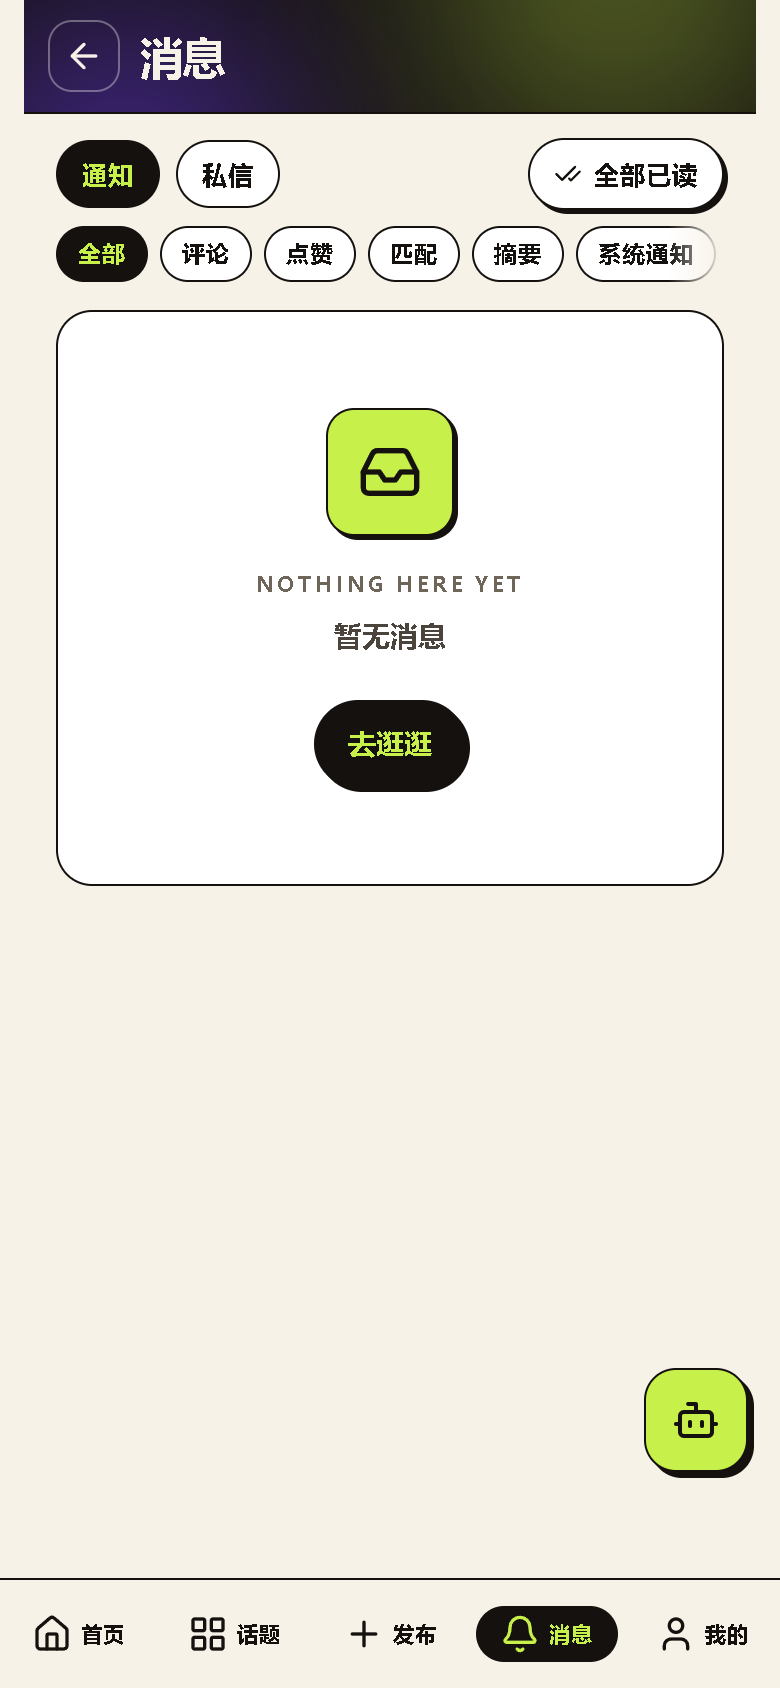 消息
通知 私信 全部已读
全部 评论 点赞 匹配 摘要 系统通知
NOTHING HERE YET
暂无消息
去逛逛
首页 话题 发布 消息 我的